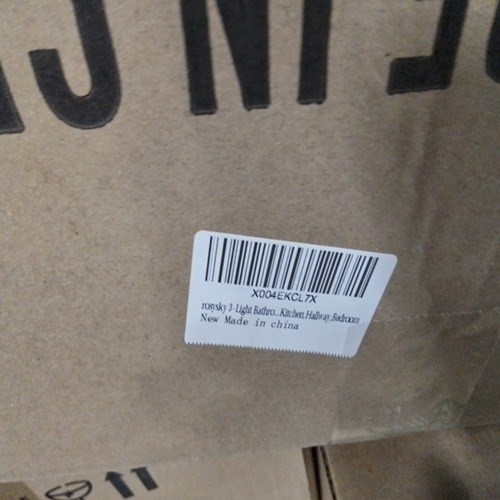 X004EKCL7X
rosysky 3-Light Bathro...Kitchen,Hallway,Bedroom
New Made in china